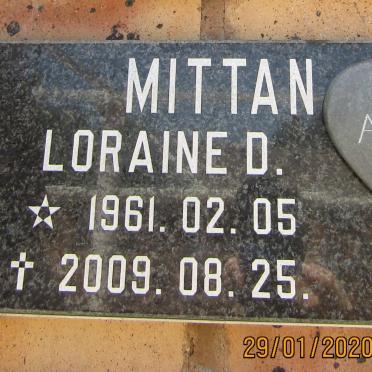 MITTAN
LORAINE D.
☆ 1961. 02. 05
✝ 2009. 08. 25.
A
29/01/2020